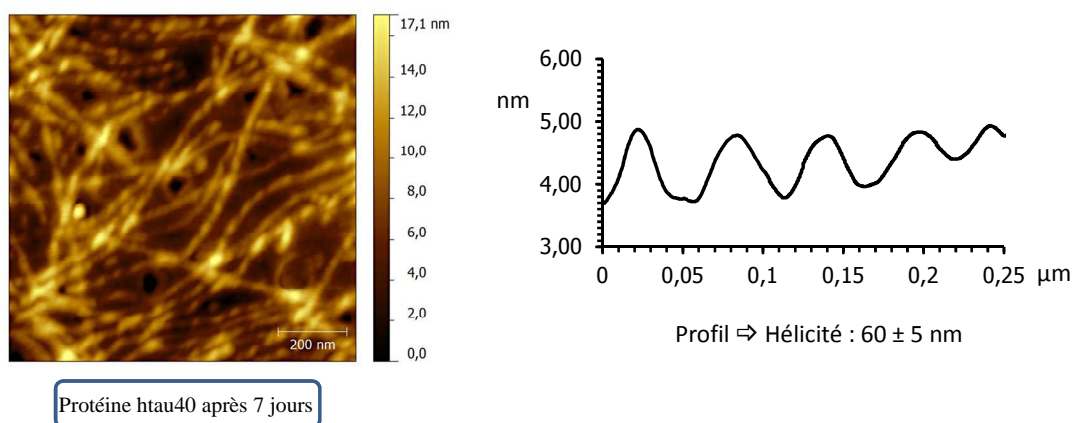 17,1 nm
14,0
12,0
10,0
8,0
6,0
4,0
2,0
0,0
200 nm
Protéine htau40 après 7 jours
nm
6,00
5,00
4,00
3,00
0 0,05 0,1 0,15 0,2 0,25 µm
Profil ⇨ Hélicité : 60 ± 5 nm